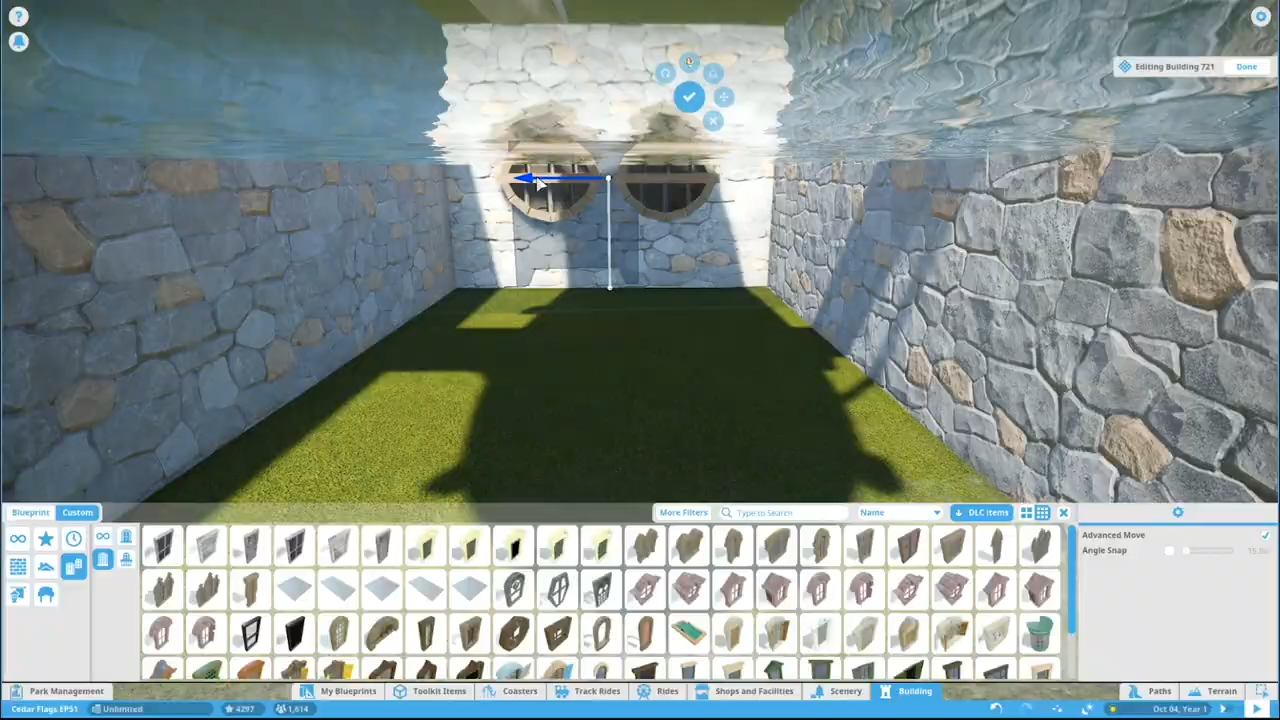 ?
Editing Building 721 Done
Blueprint Custom
More Filters Type to Search Name DLC Items
Advanced Move
Angle Snap
Park Management My Blueprints Toolkit Items Coasters Track Rides Rides Shops and Facilities Scenery Building Paths Terrain
Cedar Flags EP51 Unlimited 4297 1,614 Oct 04, Year 1